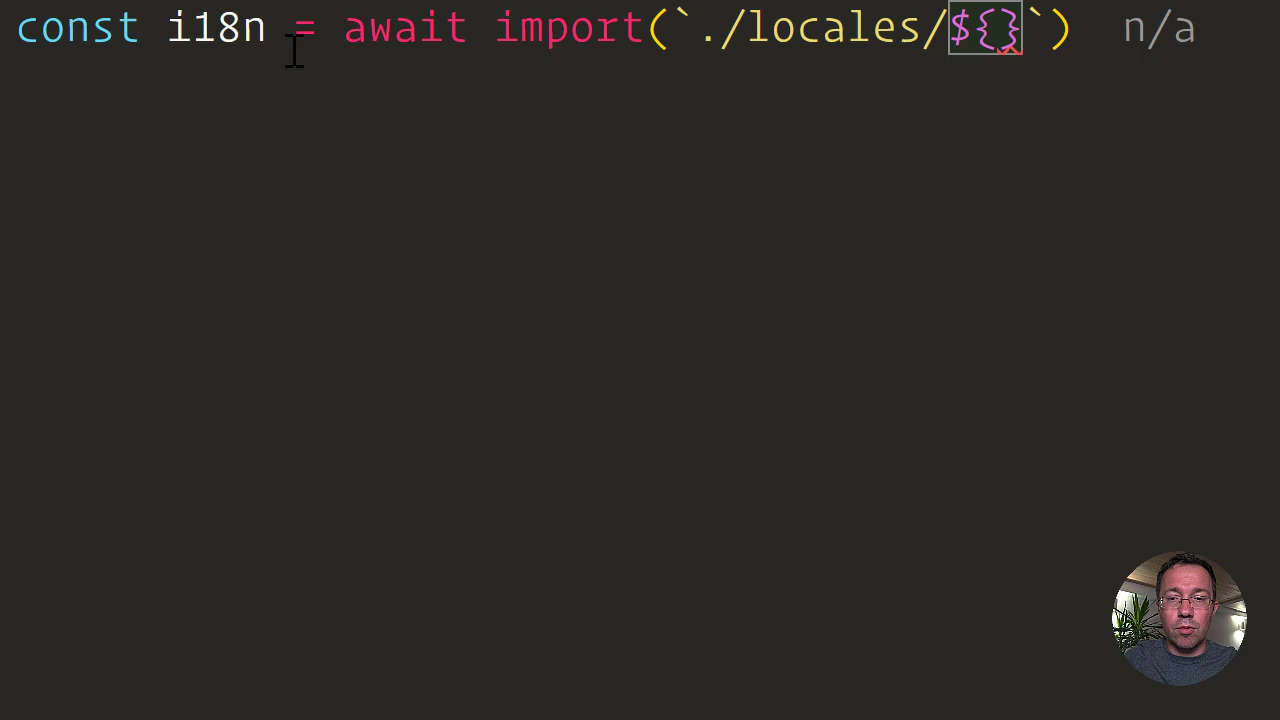 const i18n = await import(`./locales/${}`) n/a